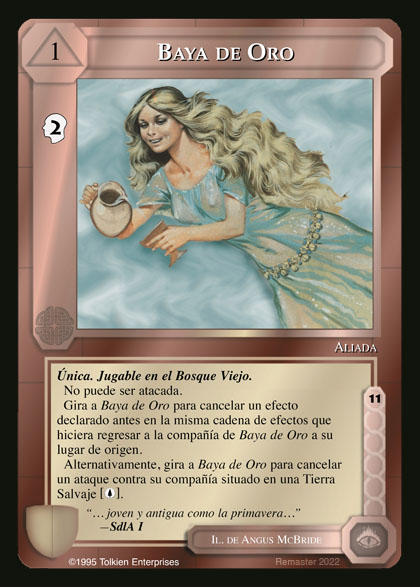 1
BAYA DE ORO
2
ALIADA
Única. Jugable en el Bosque Viejo.
No puede ser atacada.
Gira a Baya de Oro para cancelar un efecto
declarado antes en la misma cadena de efectos que
hiciera regresar a la compañía de Baya de Oro a su
lugar de origen.
Alternativamente, gira a Baya de Oro para cancelar
un ataque contra su compañía situado en una Tierra
Salvaje [].
11
“… joven y antigua como la primavera…”
—SdlA I
IL. DE ANGUS MCBRIDE
©1995 Tolkien Enterprises
Remaster 2022